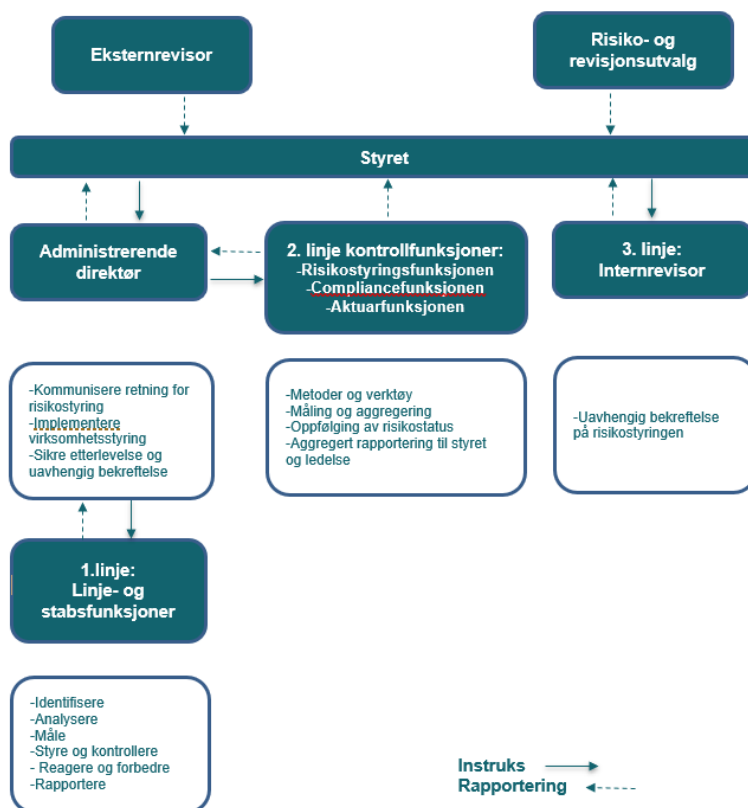 Eksternrevisor
Risiko- og
revisjonsutvalg
Styret
Administrerende
direktør
2. linje kontrollfunksjoner:
-Risikostyringsfunksjonen
-Compliancefunksjonen
-Aktuarfunksjonen
3. linje:
Internrevisor
-Kommunisere retning for
risikostyring
-Implementere
virksomhetsstyring
-Sikre etterlevelse og
uavhengig bekreftelse
-Metoder og verktøy
-Måling og aggregering
-Oppfølging av risikostatus
-Aggregert rapportering til styret
og ledelse
-Uavhengig bekreftelse
på risikostyringen
1.linje:
Linje- og
stabsfunksjoner
-Identifisere
-Analysere
-Måle
-Styre og kontrollere
- Reagere og forbedre
-Rapportere
Instruks
Rapportering